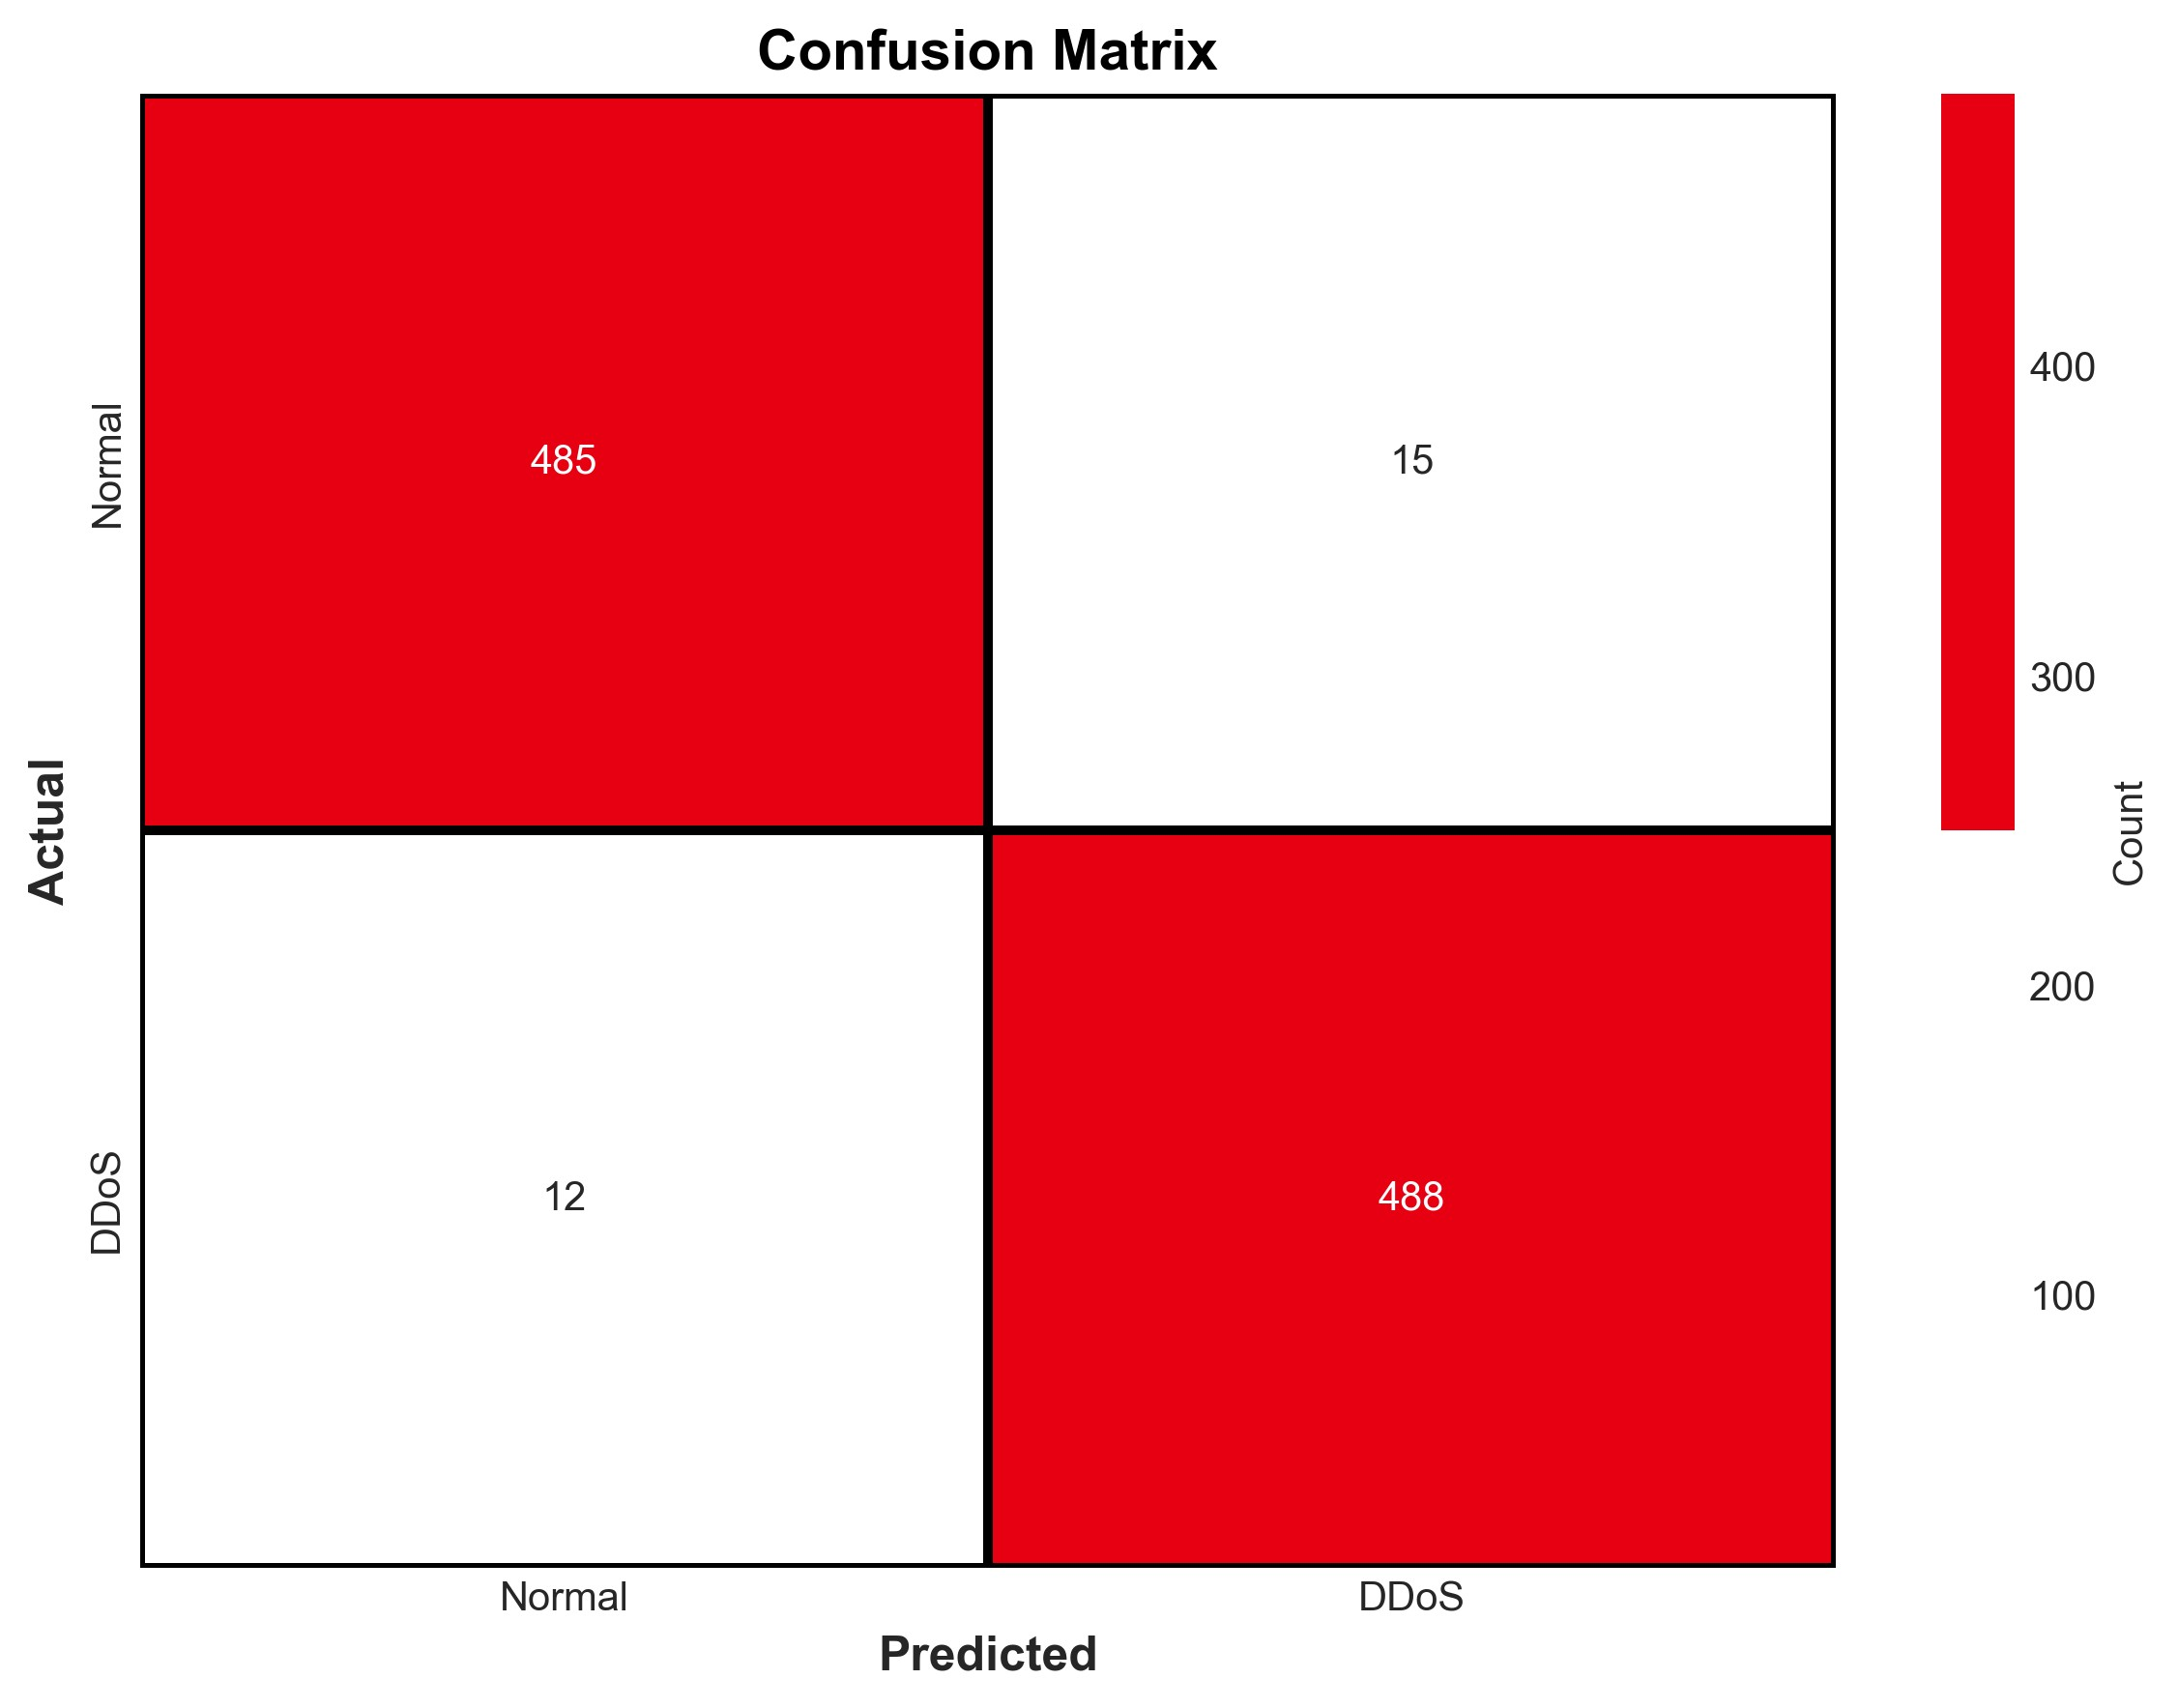 Confusion Matrix
Actual
Normal
485
15
DDoS
12
488
Normal
DDoS
Predicted
400
300
200
100
Count